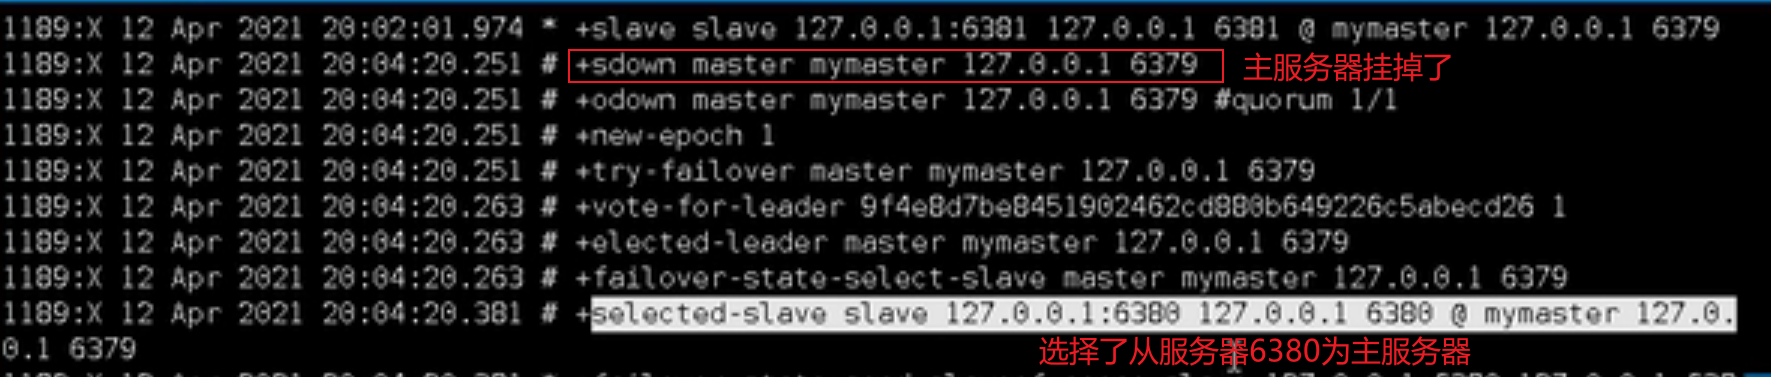 1189:X 12 Apr 2021 20:02:01.974 * +slave slave 127.0.0.1:6381 127.0.0.1 6381 @ mymaster 127.0.0.1 6379
1189:X 12 Apr 2021 20:04:20.251 # +sdown master mymaster 127.0.0.1 6379 主服务器挂掉了
1189:X 12 Apr 2021 20:04:20.251 # +odown master mymaster 127.0.0.1 6379 #quorum 1/1
1189:X 12 Apr 2021 20:04:20.251 # +new-epoch 1
1189:X 12 Apr 2021 20:04:20.251 # +try-failover master mymaster 127.0.0.1 6379
1189:X 12 Apr 2021 20:04:20.263 # +vote-for-leader 9f4e8d7be8451902462cd880b649226c5abecd26 1
1189:X 12 Apr 2021 20:04:20.263 # +elected-leader master mymaster 127.0.0.1 6379
1189:X 12 Apr 2021 20:04:20.263 # +failover-state-select-slave master mymaster 127.0.0.1 6379
1189:X 12 Apr 2021 20:04:20.381 # +selected-slave slave 127.0.0.1:6380 127.0.0.1 6380 @ mymaster 127.0.
0.1 6379
选择了从服务器6380为主服务器